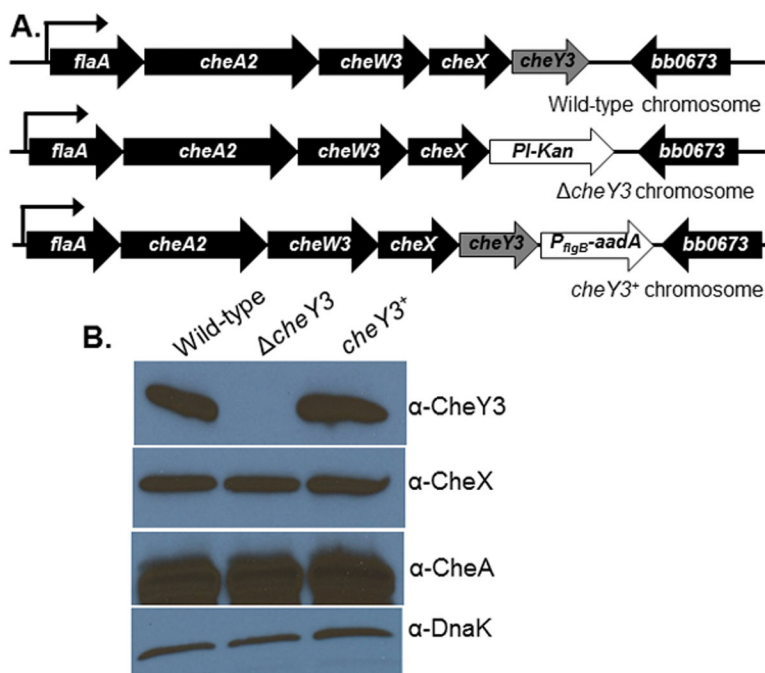 A.
flaA cheA2 cheW3 cheX cheY3 bb0673
Wild-type chromosome
flaA cheA2 cheW3 cheX Pl-Kan bb0673
ΔcheY3 chromosome
flaA cheA2 cheW3 cheX cheY3 PflgB-aadA bb0673
cheY3+ chromosome
B.
Wild-type ΔcheY3 cheY3+
α-CheY3
α-CheX
α-CheA
α-DnaK